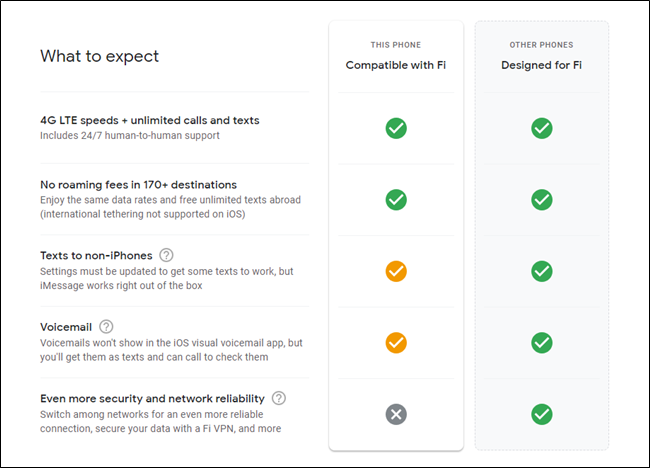 What to expect
THIS PHONE
Compatible with Fi
OTHER PHONES
Designed for Fi
4G LTE speeds + unlimited calls and texts
Includes 24/7 human-to-human support
No roaming fees in 170+ destinations
Enjoy the same data rates and free unlimited texts abroad
(international tethering not supported on iOS)
Texts to non-iPhones ?
Settings must be updated to get some texts to work, but
iMessage works right out of the box
Voicemail ?
Voicemails won't show in the iOS visual voicemail app, but
you'll get them as texts and can call to check them
Even more security and network reliability ?
Switch among networks for an even more reliable
connection, secure your data with a Fi VPN, and more